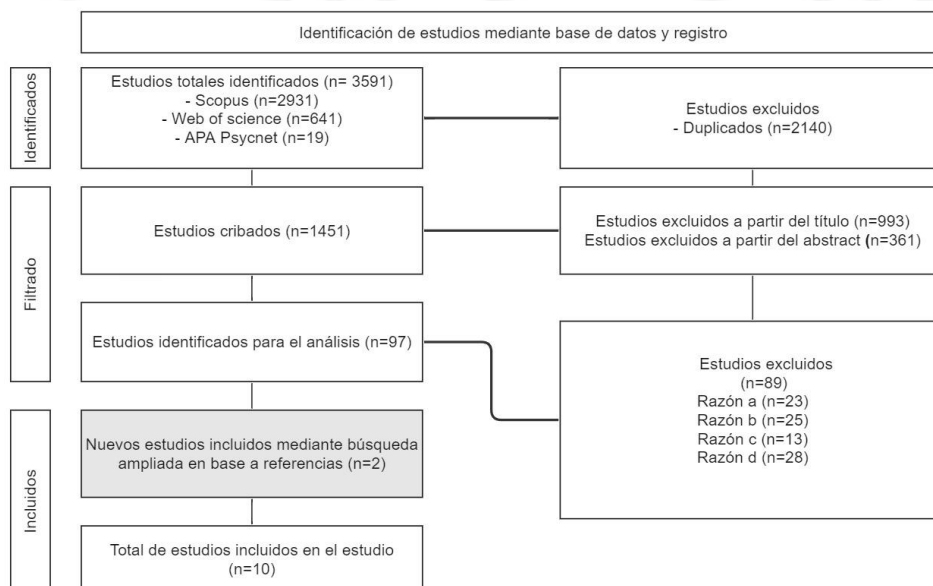 Identificación de estudios mediante base de datos y registro
Identificados
Estudios totales identificados (n= 3591)
- Scopus (n=2931)
- Web of science (n=641)
- APA Psycnet (n=19)
Estudios excluidos
- Duplicados (n=2140)
Filtrado
Estudios cribados (n=1451)
Estudios excluidos a partir del título (n=993)
Estudios excluidos a partir del abstract (n=361)
Estudios identificados para el análisis (n=97)
Estudios excluidos
(n=89)
Razón a (n=23)
Razón b (n=25)
Razón c (n=13)
Razón d (n=28)
Incluidos
Nuevos estudios incluidos mediante búsqueda
ampliada en base a referencias (n=2)
Total de estudios incluidos en el estudio
(n=10)